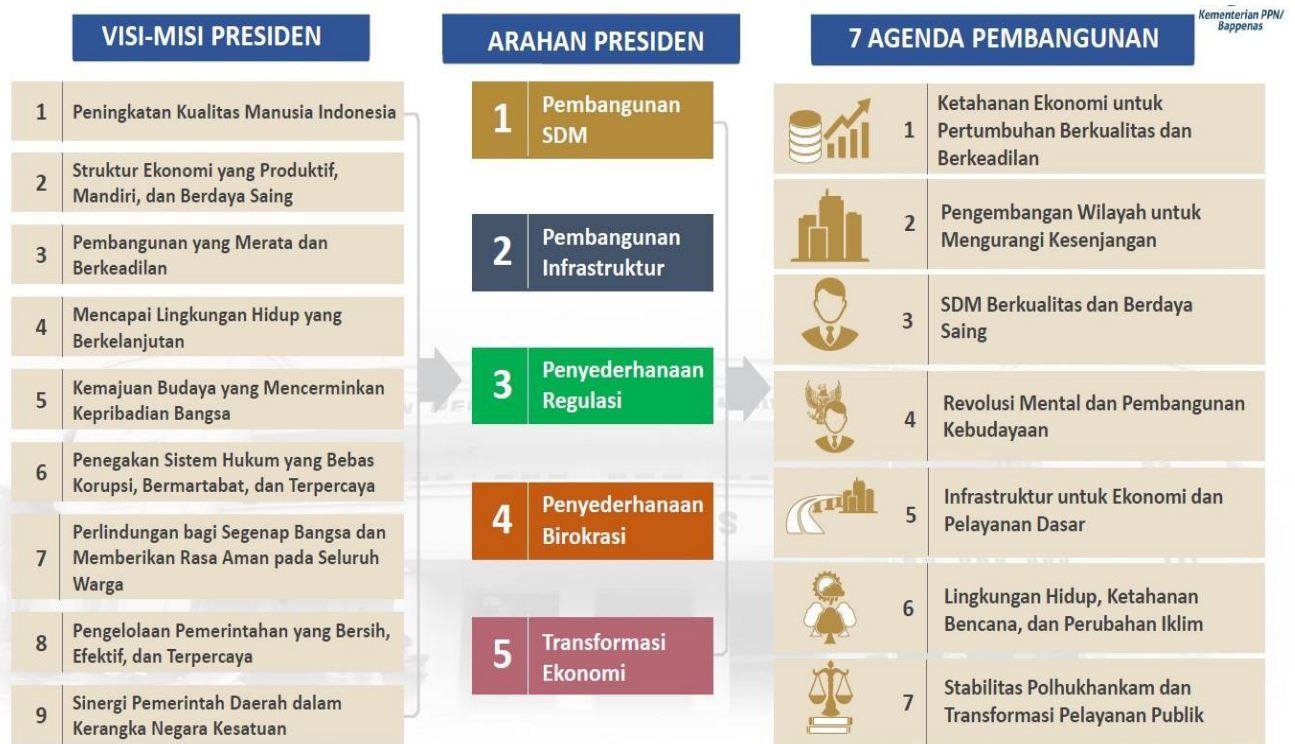 Kementerian PPN/
Bappenas
VISI-MISI PRESIDEN
1
Peningkatan Kualitas Manusia Indonesia
2
Struktur Ekonomi yang Produktif,
Mandiri, dan Berdaya Saing
3
Pembangunan yang Merata dan
Berkeadilan
4
Mencapai Lingkungan Hidup yang
Berkelanjutan
5
Kemajuan Budaya yang Mencerminkan
Kepribadian Bangsa
6
Penegakan Sistem Hukum yang Bebas
Korupsi, Bermartabat, dan Terpercaya
7
Perlindungan bagi Segenap Bangsa dan
Memberikan Rasa Aman pada Seluruh
Warga
8
Pengelolaan Pemerintahan yang Bersih,
Efektif, dan Terpercaya
9
Sinergi Pemerintah Daerah dalam
Kerangka Negara Kesatuan
ARAHAN PRESIDEN
1
Pembangunan
SDM
2
Pembangunan
Infrastruktur
3
Penyederhanaan
Regulasi
4
Penyederhanaan
Birokrasi
5
Transformasi
Ekonomi
7 AGENDA PEMBANGUNAN
1
Ketahanan Ekonomi untuk
Pertumbuhan Berkualitas dan
Berkeadilan
2
Pengembangan Wilayah untuk
Mengurangi Kesenjangan
3
SDM Berkualitas dan Berdaya
Saing
4
Revolusi Mental dan Pembangunan
Kebudayaan
5
Infrastruktur untuk Ekonomi dan
Pelayanan Dasar
6
Lingkungan Hidup, Ketahanan
Bencana, dan Perubahan Iklim
7
Stabilitas Polhukhankam dan
Transformasi Pelayanan Publik